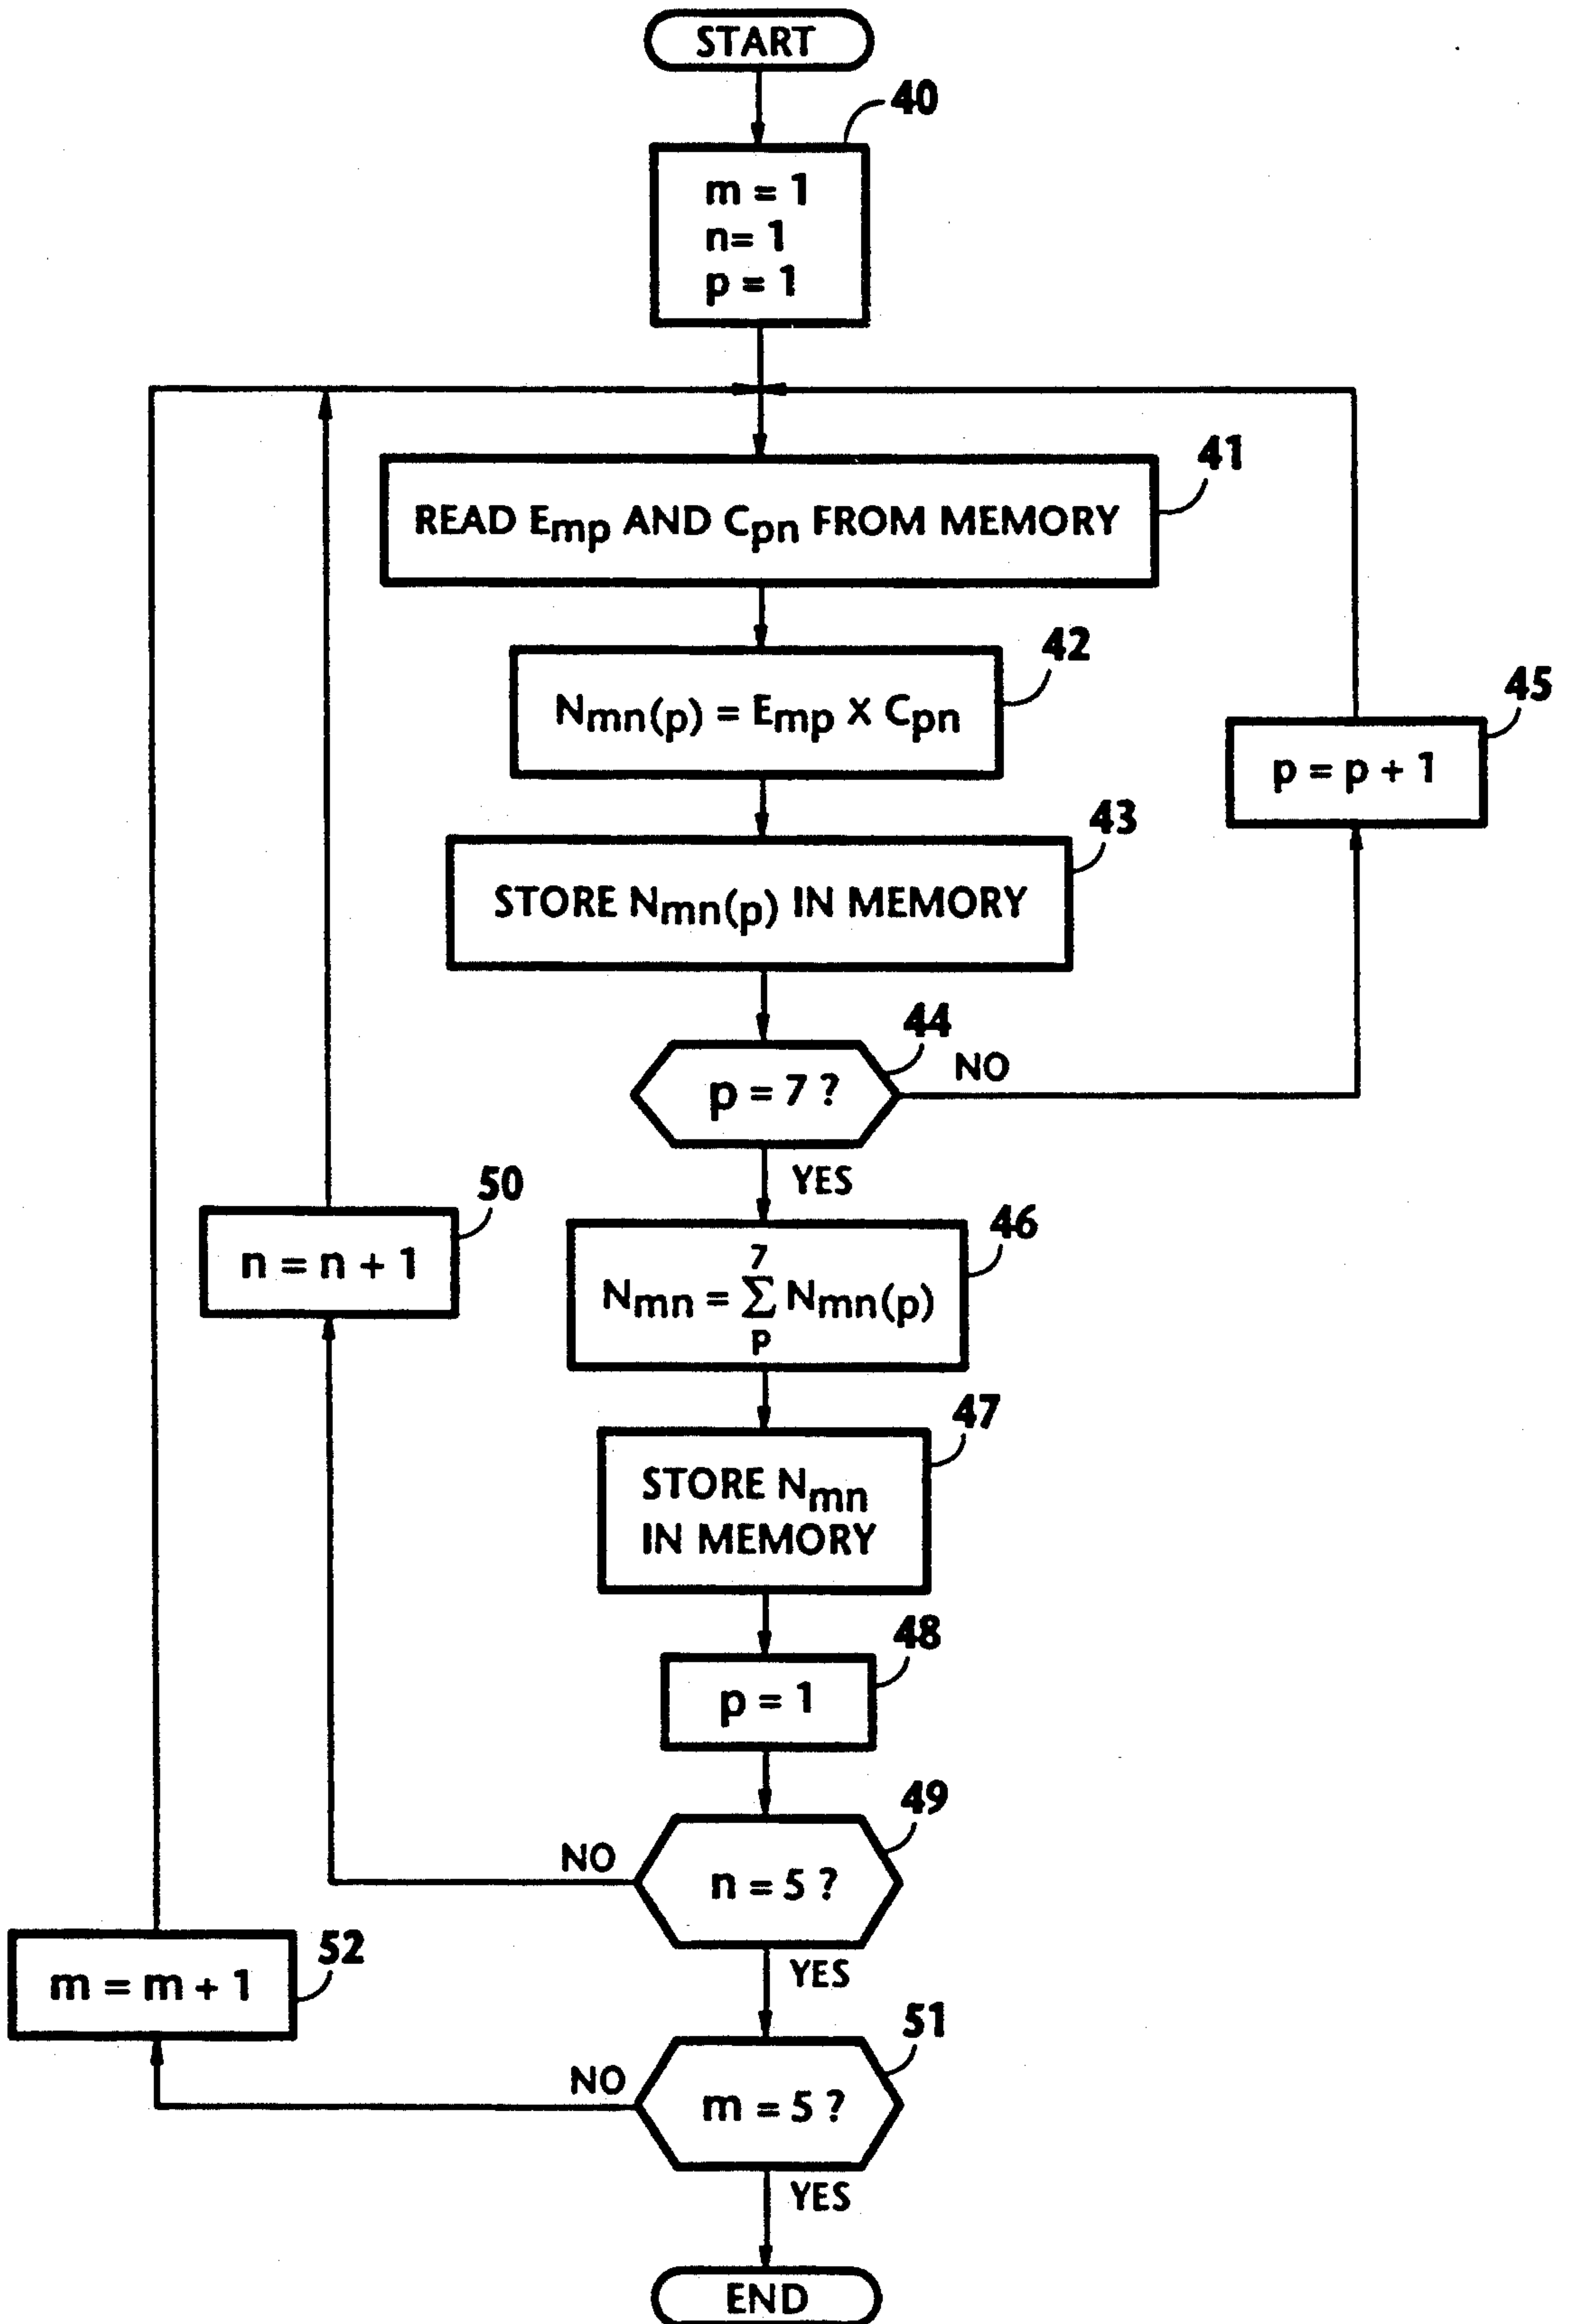 START
40
m = 1
n= 1
p = 1
41
READ Emp AND Cpn FROM MEMORY
42
Nmn(p) = Emp X Cpn
45
p = p + 1
43
STORE Nmn(p) IN MEMORY
44
p = 7 ?
NO
YES
50
n = n + 1
46
7
Nmn = Σ Nmn(p)
p
47
STORE Nmn
IN MEMORY
48
p = 1
49
NO
n = 5 ?
YES
52
m = m + 1
51
NO
m = 5 ?
YES
END